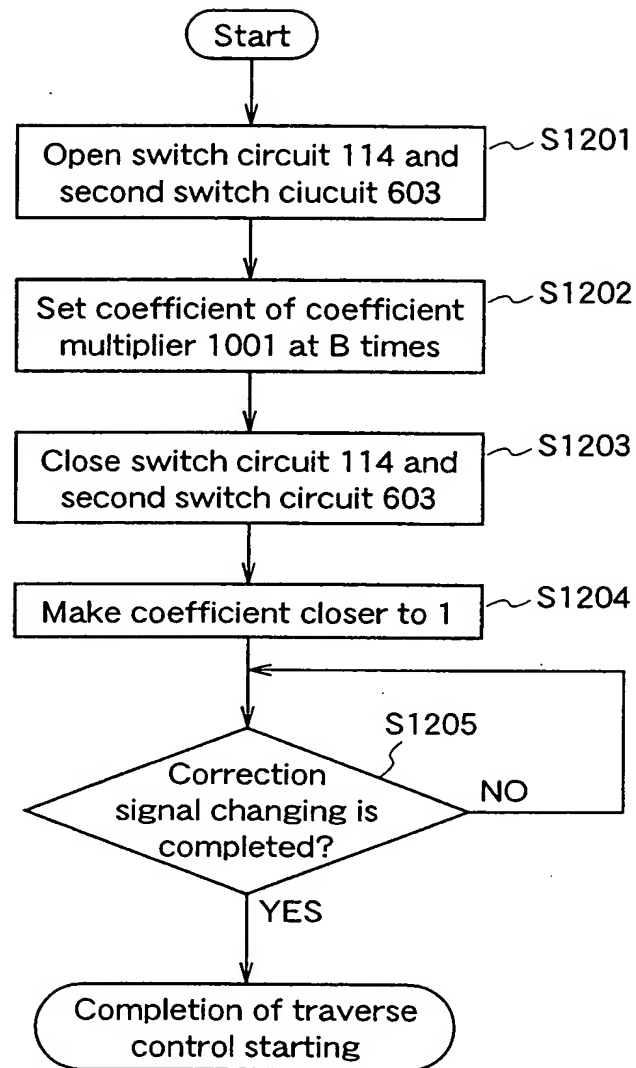 Start
Open switch circuit 114 and
second switch ciucuit 603
S1201
Set coefficient of coefficient
multiplier 1001 at B times
S1202
Close switch circuit 114 and
second switch circuit 603
S1203
Make coefficient closer to 1
S1204
S1205
Correction
signal changing is
completed?
NO
YES
Completion of traverse
control starting